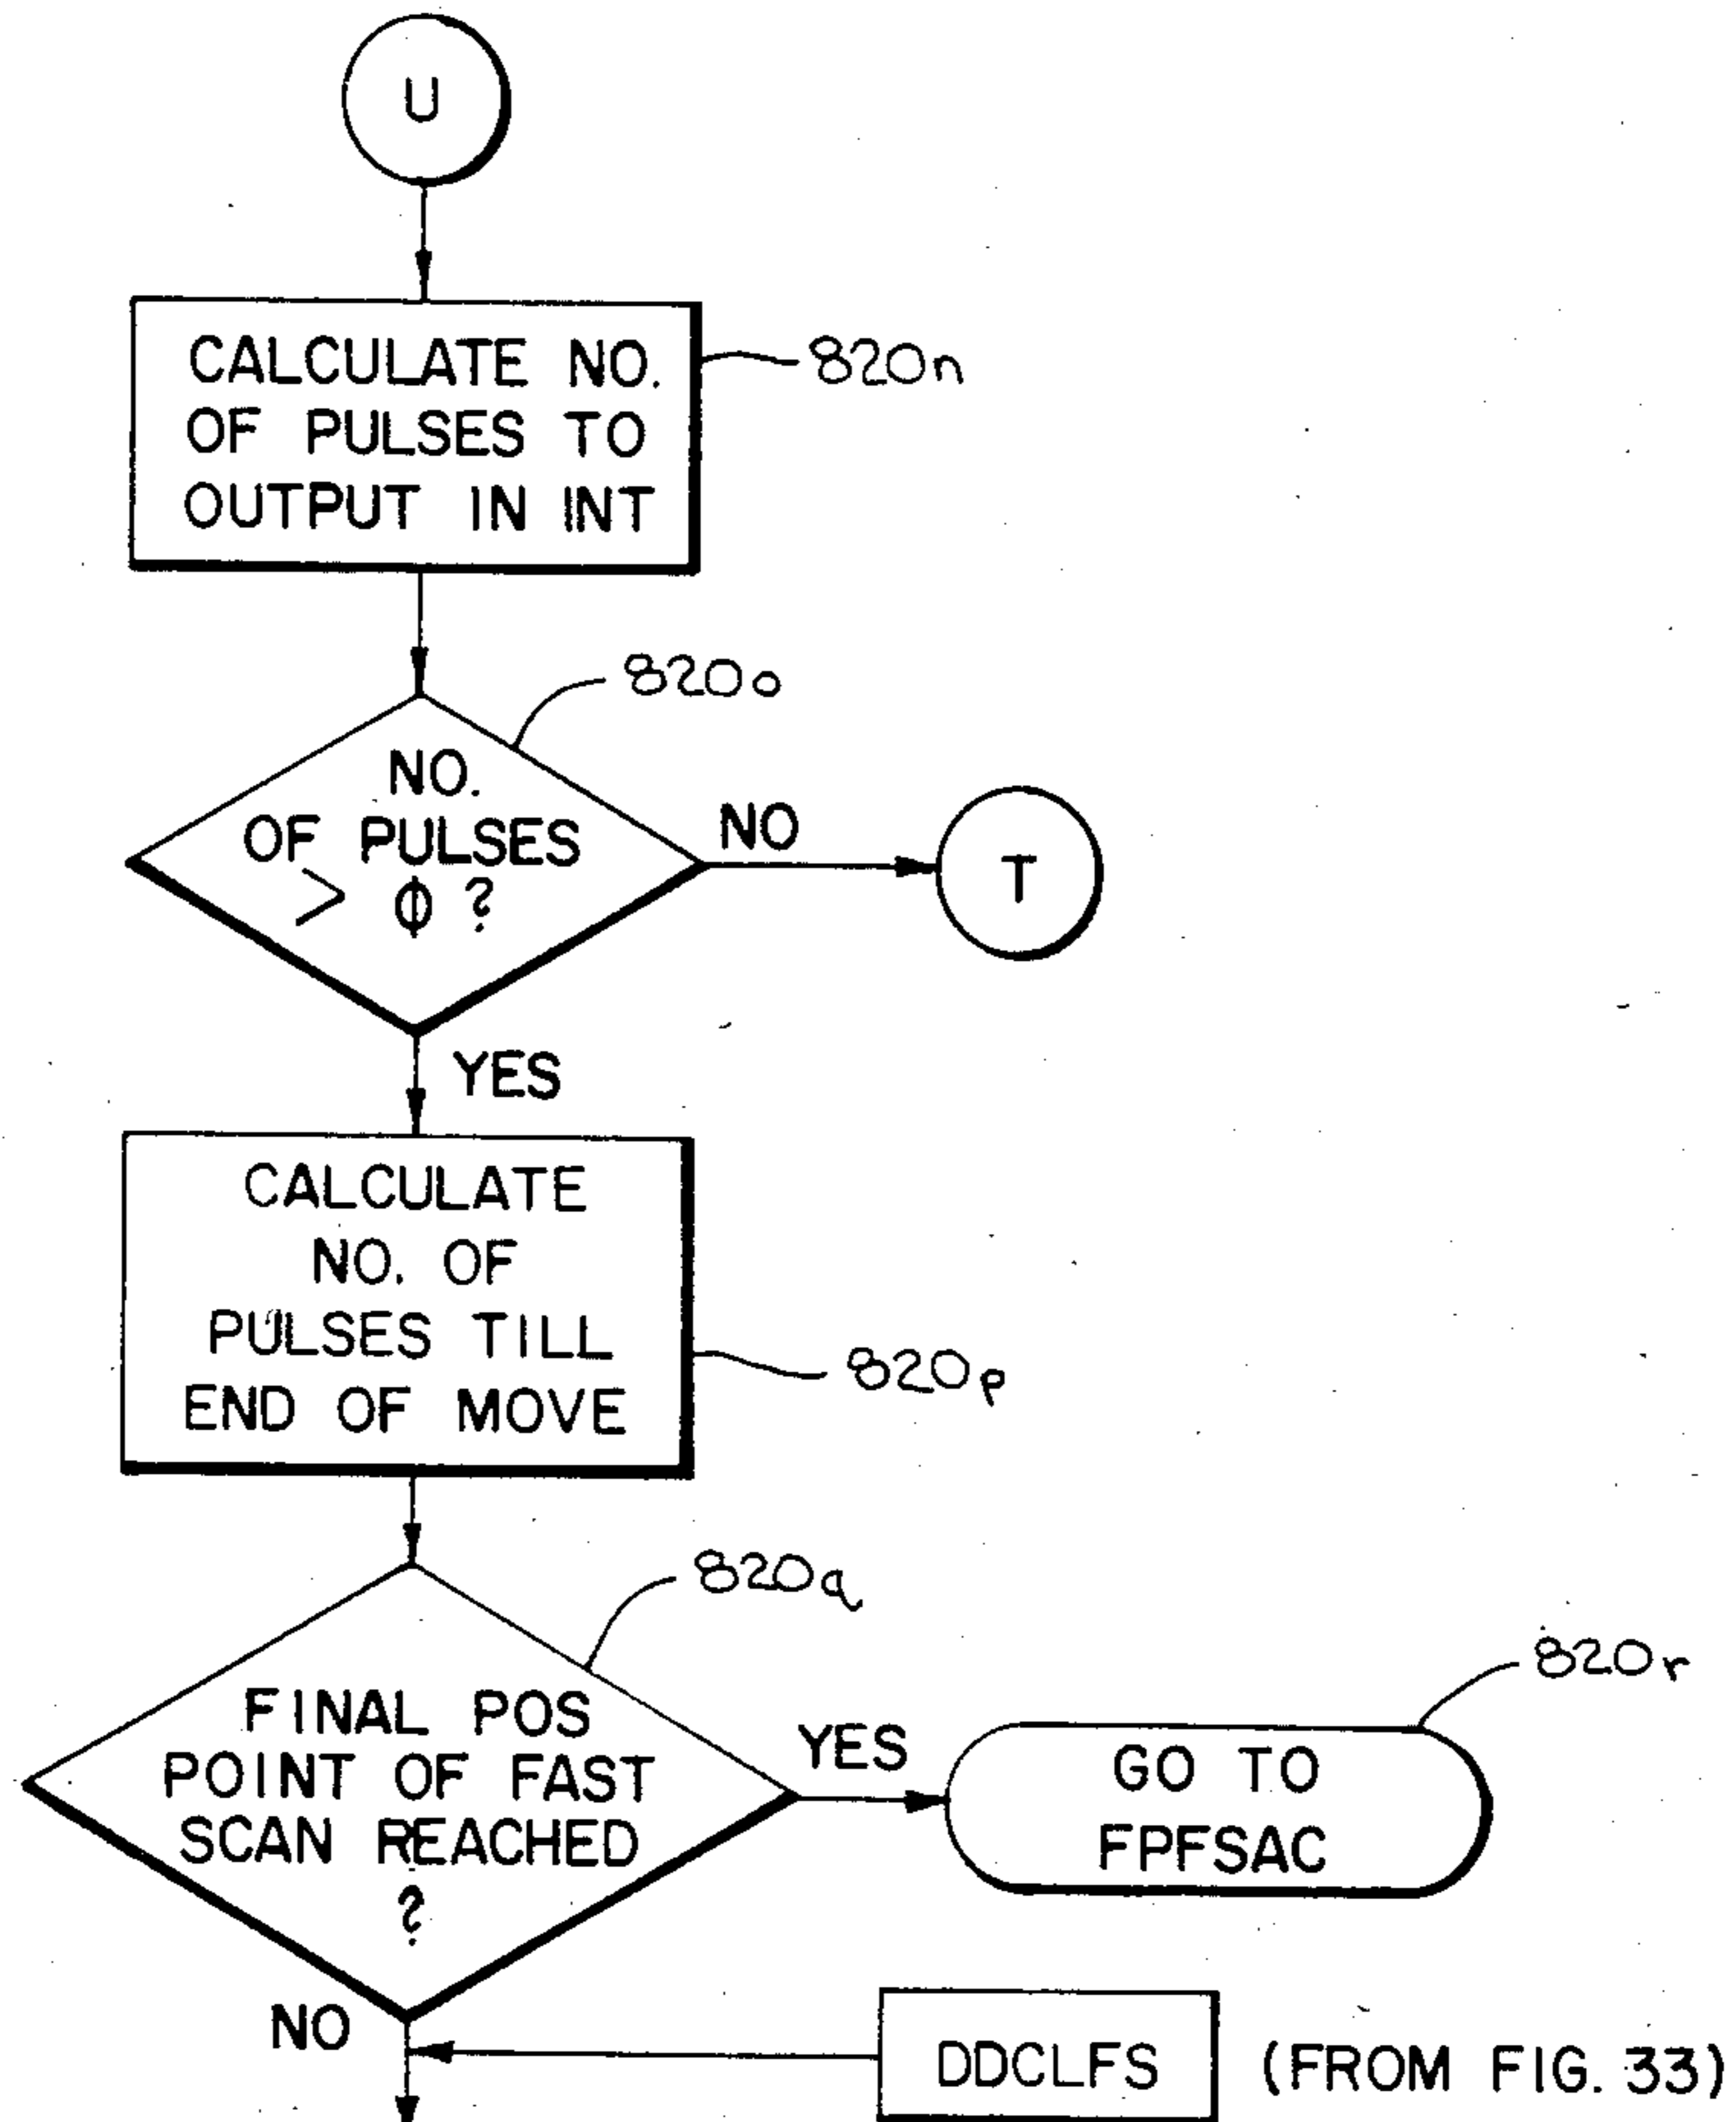 U
CALCULATE NO.
OF PULSES TO
OUTPUT IN INT
820n
820o
NO.
OF PULSES
> ϕ ?
NO
T
YES
CALCULATE
NO. OF
PULSES TILL
END OF MOVE
820p
820q
FINAL POS
POINT OF FAST
SCAN REACHED
?
YES
820r
GO TO
FPFSAC
NO
DDCLFS
(FROM FIG. 33)